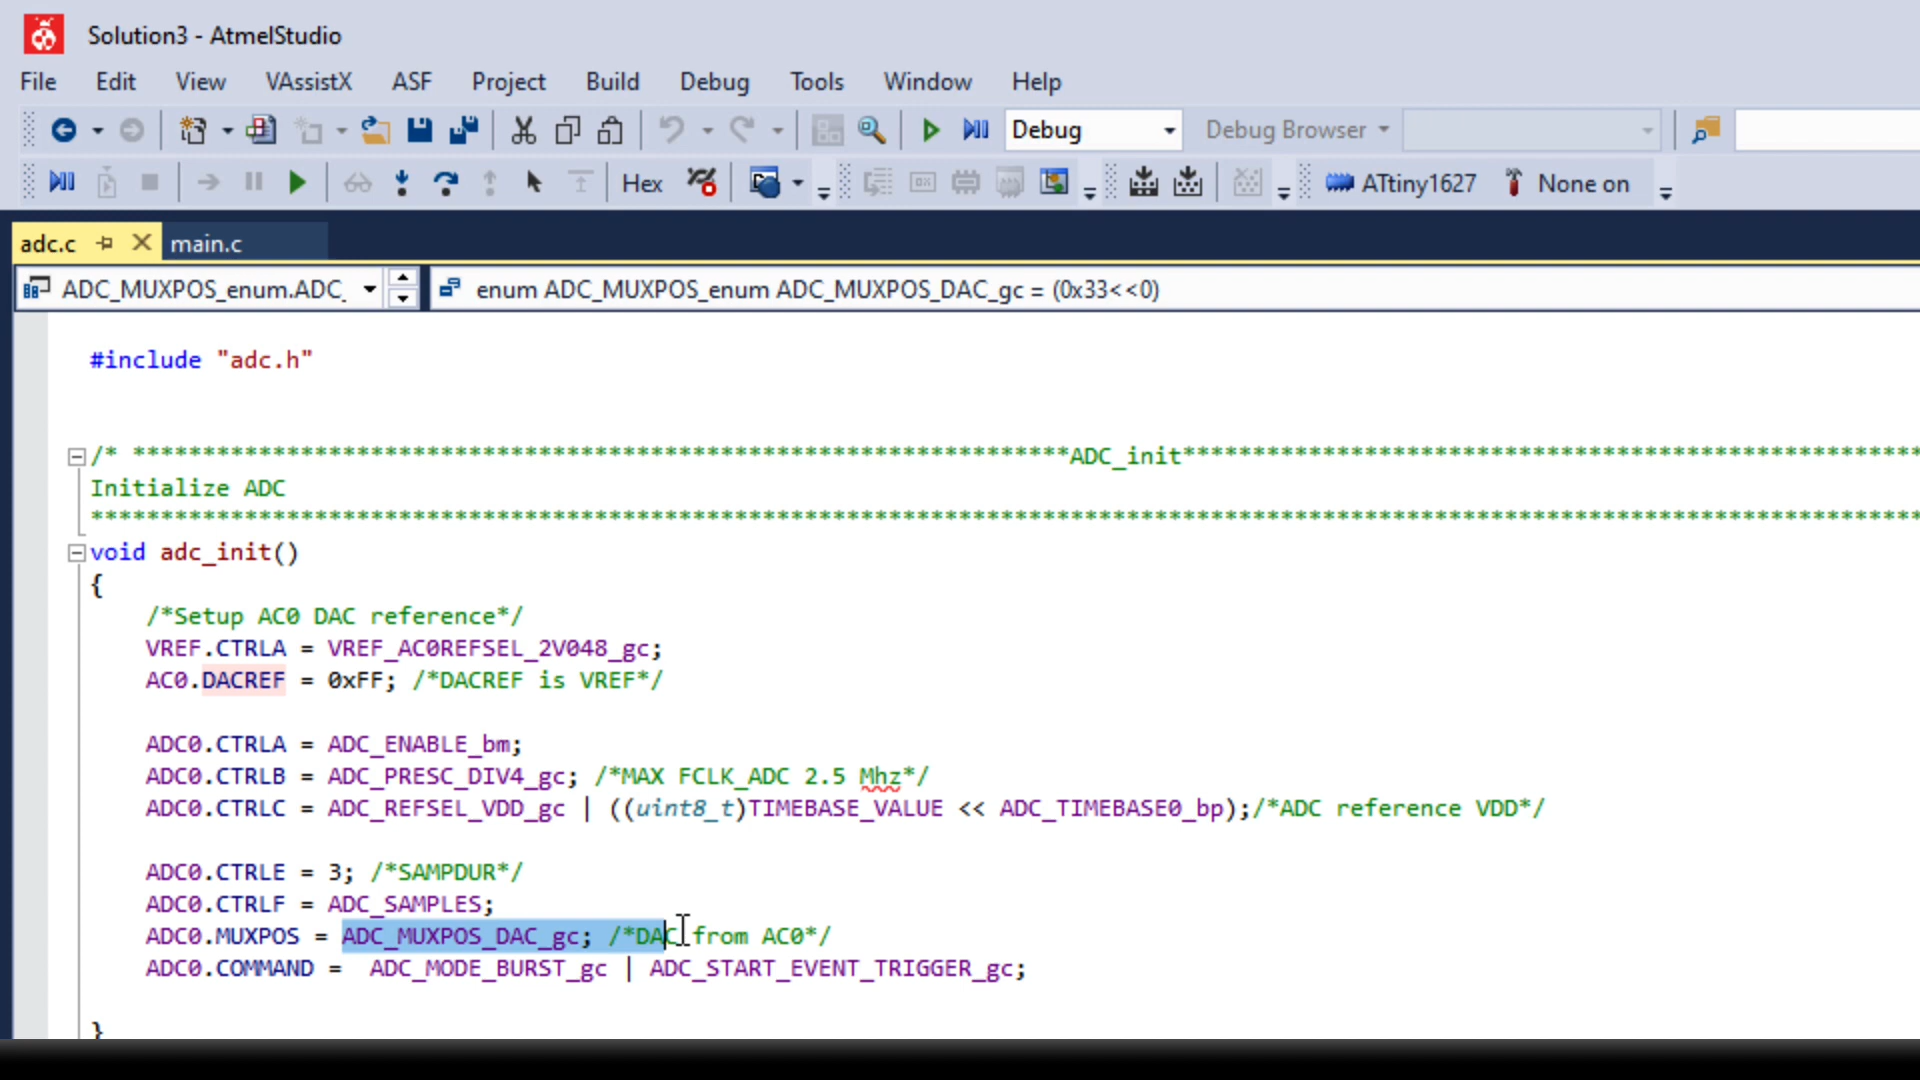 Solution3 - AtmelStudio
File Edit View VAssistX ASF Project Build Debug Tools Window Help
Debug Debug Browser
Hex ATtiny1627 None on
adc.c main.c
ADC_MUXPOS_enum.ADC_ enum ADC_MUXPOS_enum ADC_MUXPOS_DAC_gc = (0x33<<0)
#include "adc.h"
/* *******************************************************************ADC_init*****************************************************
Initialize ADC
***********************************************************************************************************************************
void adc_init()
{
/*Setup AC0 DAC reference*/
VREF.CTRLA = VREF_AC0REFSEL_2V048_gc;
AC0.DACREF = 0xFF; /*DACREF is VREF*/
ADC0.CTRLA = ADC_ENABLE_bm;
ADC0.CTRLB = ADC_PRESC_DIV4_gc; /*MAX FCLK_ADC 2.5 Mhz*/
ADC0.CTRLC = ADC_REFSEL_VDD_gc | ((uint8_t)TIMEBASE_VALUE << ADC_TIMEBASE0_bp);/*ADC reference VDD*/
ADC0.CTRLE = 3; /*SAMPDUR*/
ADC0.CTRLF = ADC_SAMPLES;
ADC0.MUXPOS = ADC_MUXPOS_DAC_gc; /*DAC from AC0*/
ADC0.COMMAND =  ADC_MODE_BURST_gc | ADC_START_EVENT_TRIGGER_gc;
}